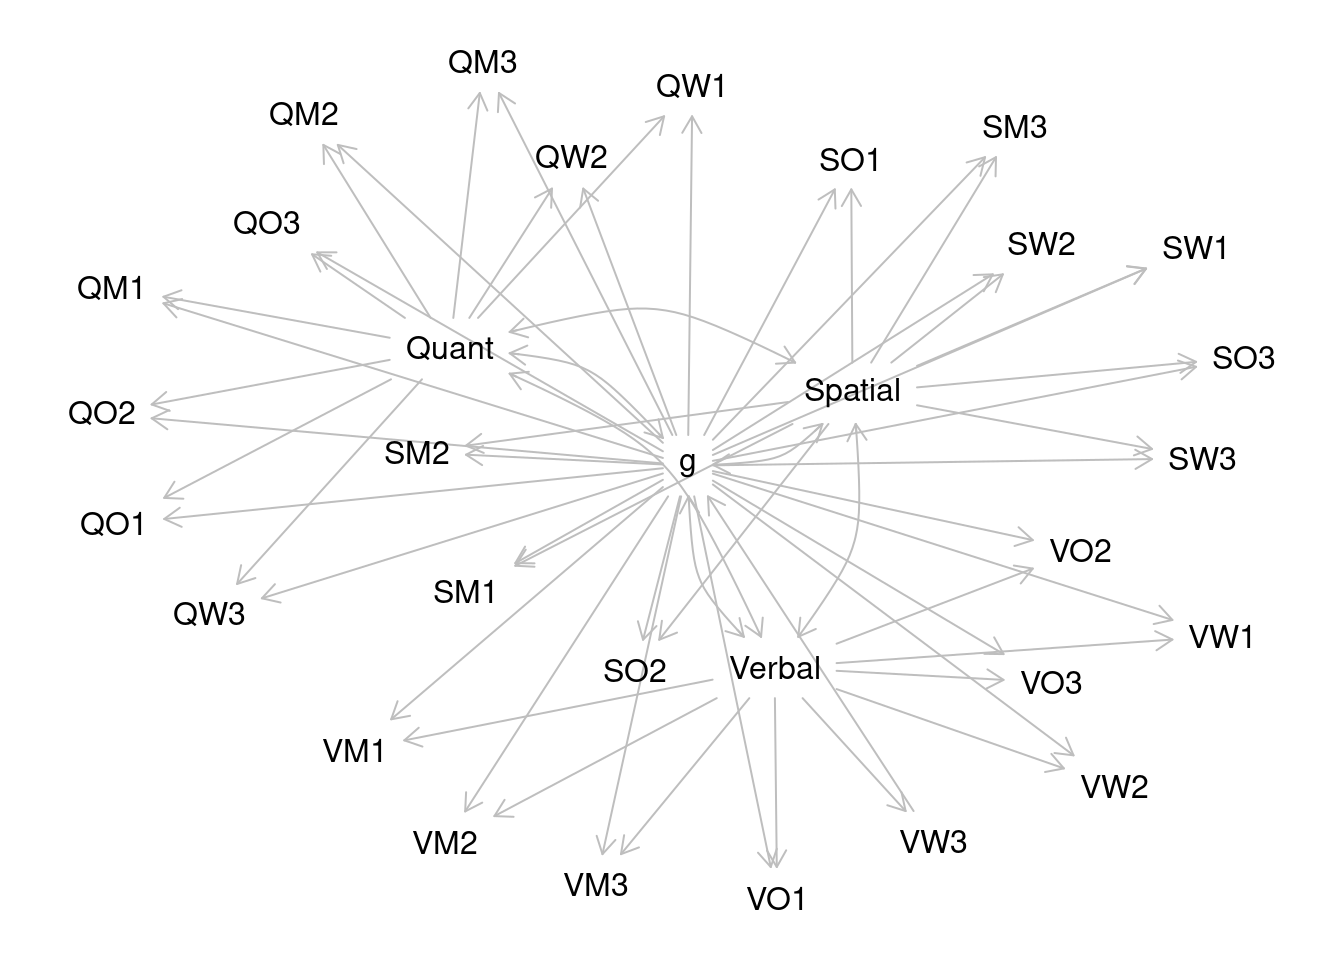 QM3
QW1
QM2
SM3
QW2
SO1
QO3
SW2
SW1
QM1
Quant
SO3
Spatial
QO2
SM2
g
SW3
QO1
VO2
SM1
QW3
VW1
SO2
Verbal
VO3
VM1
VW2
VM2
VW3
VM3
VO1